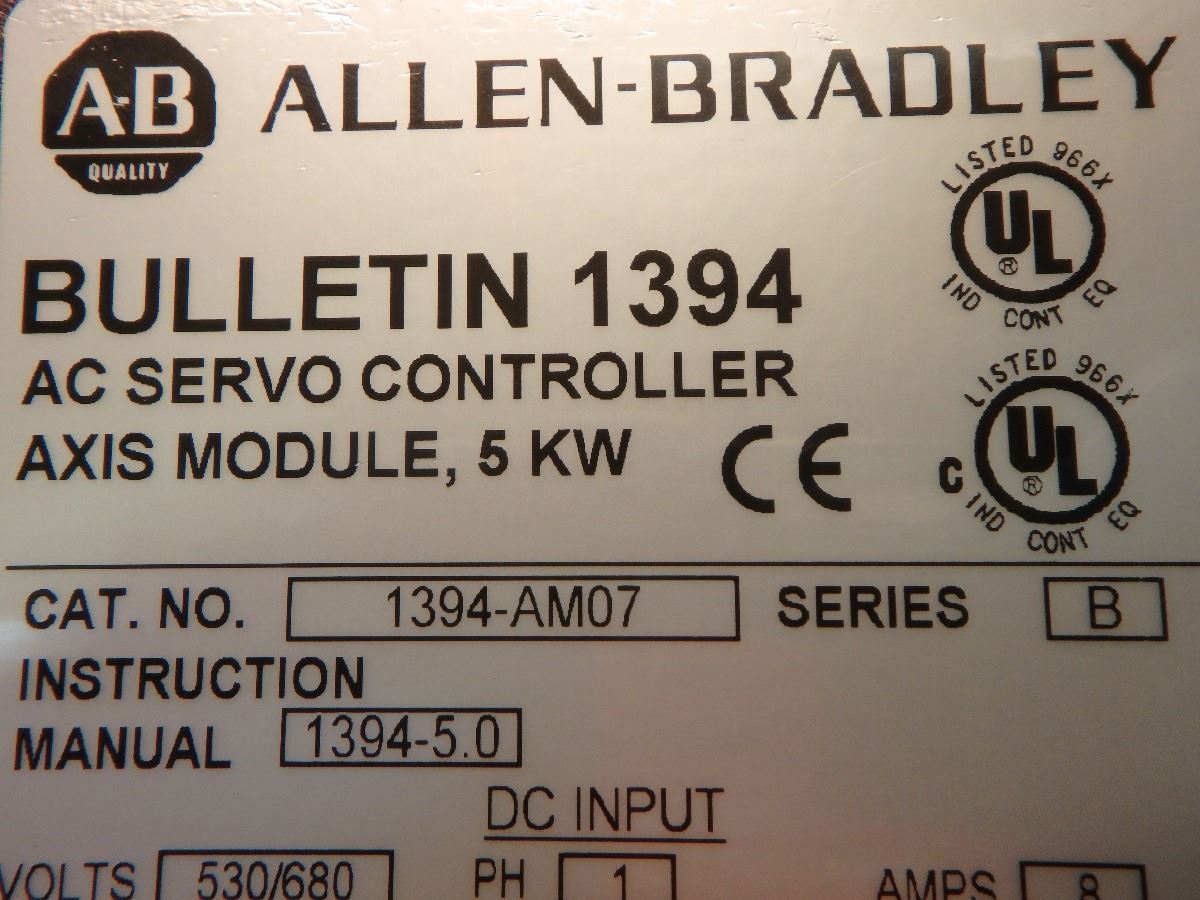 A-B ALLEN-BRADLEY
QUALITY
LISTED 966X
UL
®
IND CONT EQ
BULLETIN 1394
AC SERVO CONTROLLER
AXIS MODULE, 5 KW
CE
LISTED 966X
C UL
®
IND CONT EQ
CAT. NO. 1394-AM07 SERIES B
INSTRUCTION
MANUAL 1394-5.0
DC INPUT
VOLTS 530/680 PH 1 AMPS 8